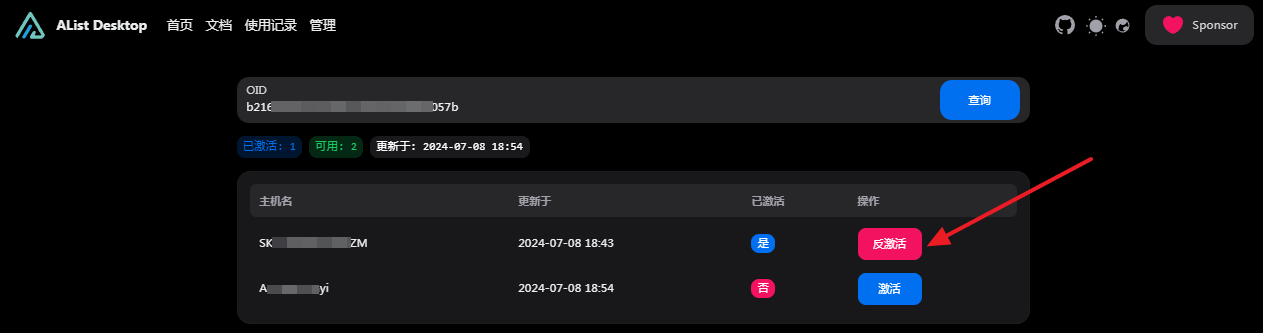 AList Desktop 首页 文档 使用记录 管理 Sponsor
OID
b216 057b
查询
已激活: 1 可用: 2 更新于: 2024-07-08 18:54
主机名 更新于 已激活 操作
SK ZM 2024-07-08 18:43 是 反激活
A yi 2024-07-08 18:54 否 激活